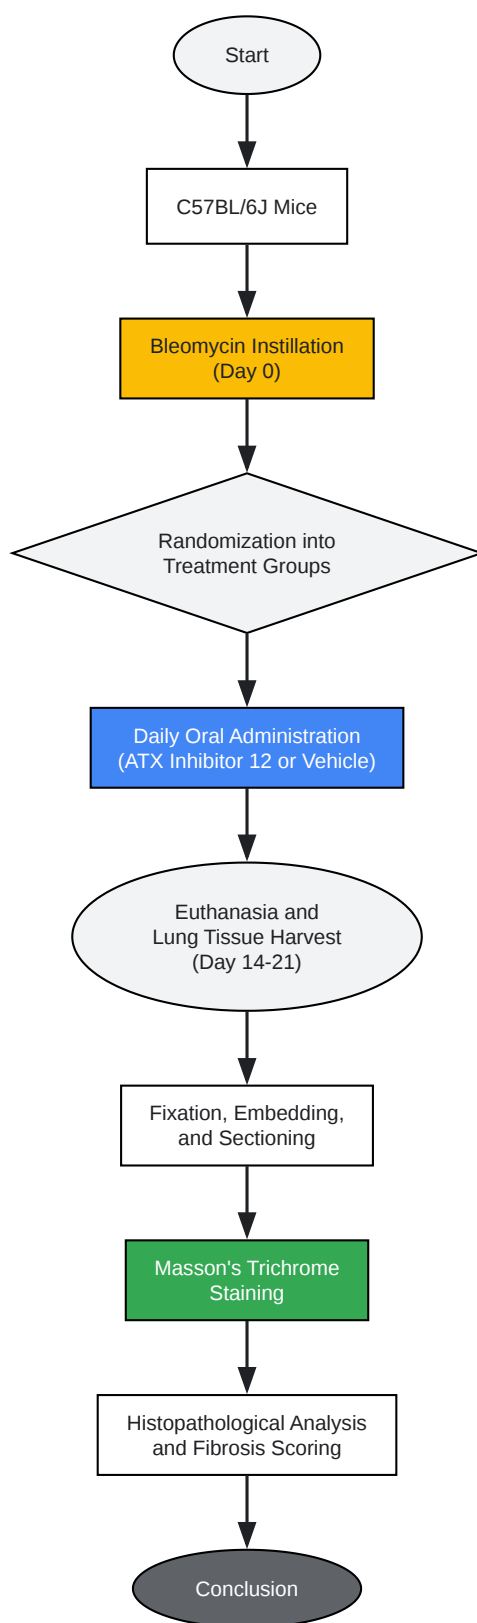 Start
C57BL/6J Mice
Bleomycin Instillation
(Day 0)
Randomization into
Treatment Groups
Daily Oral Administration
(ATX Inhibitor 12 or Vehicle)
Euthanasia and
Lung Tissue Harvest
(Day 14-21)
Fixation, Embedding,
and Sectioning
Masson's Trichrome
Staining
Histopathological Analysis
and Fibrosis Scoring
Conclusion